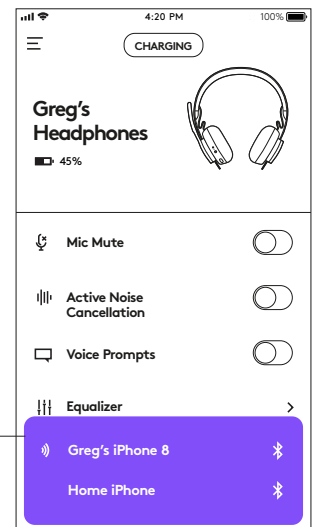 4:20 PM
100%
CHARGING
Greg's
Headphones
45%
Mic Mute
Active Noise
Cancellation
Voice Prompts
Equalizer
Greg's iPhone 8
Home iPhone